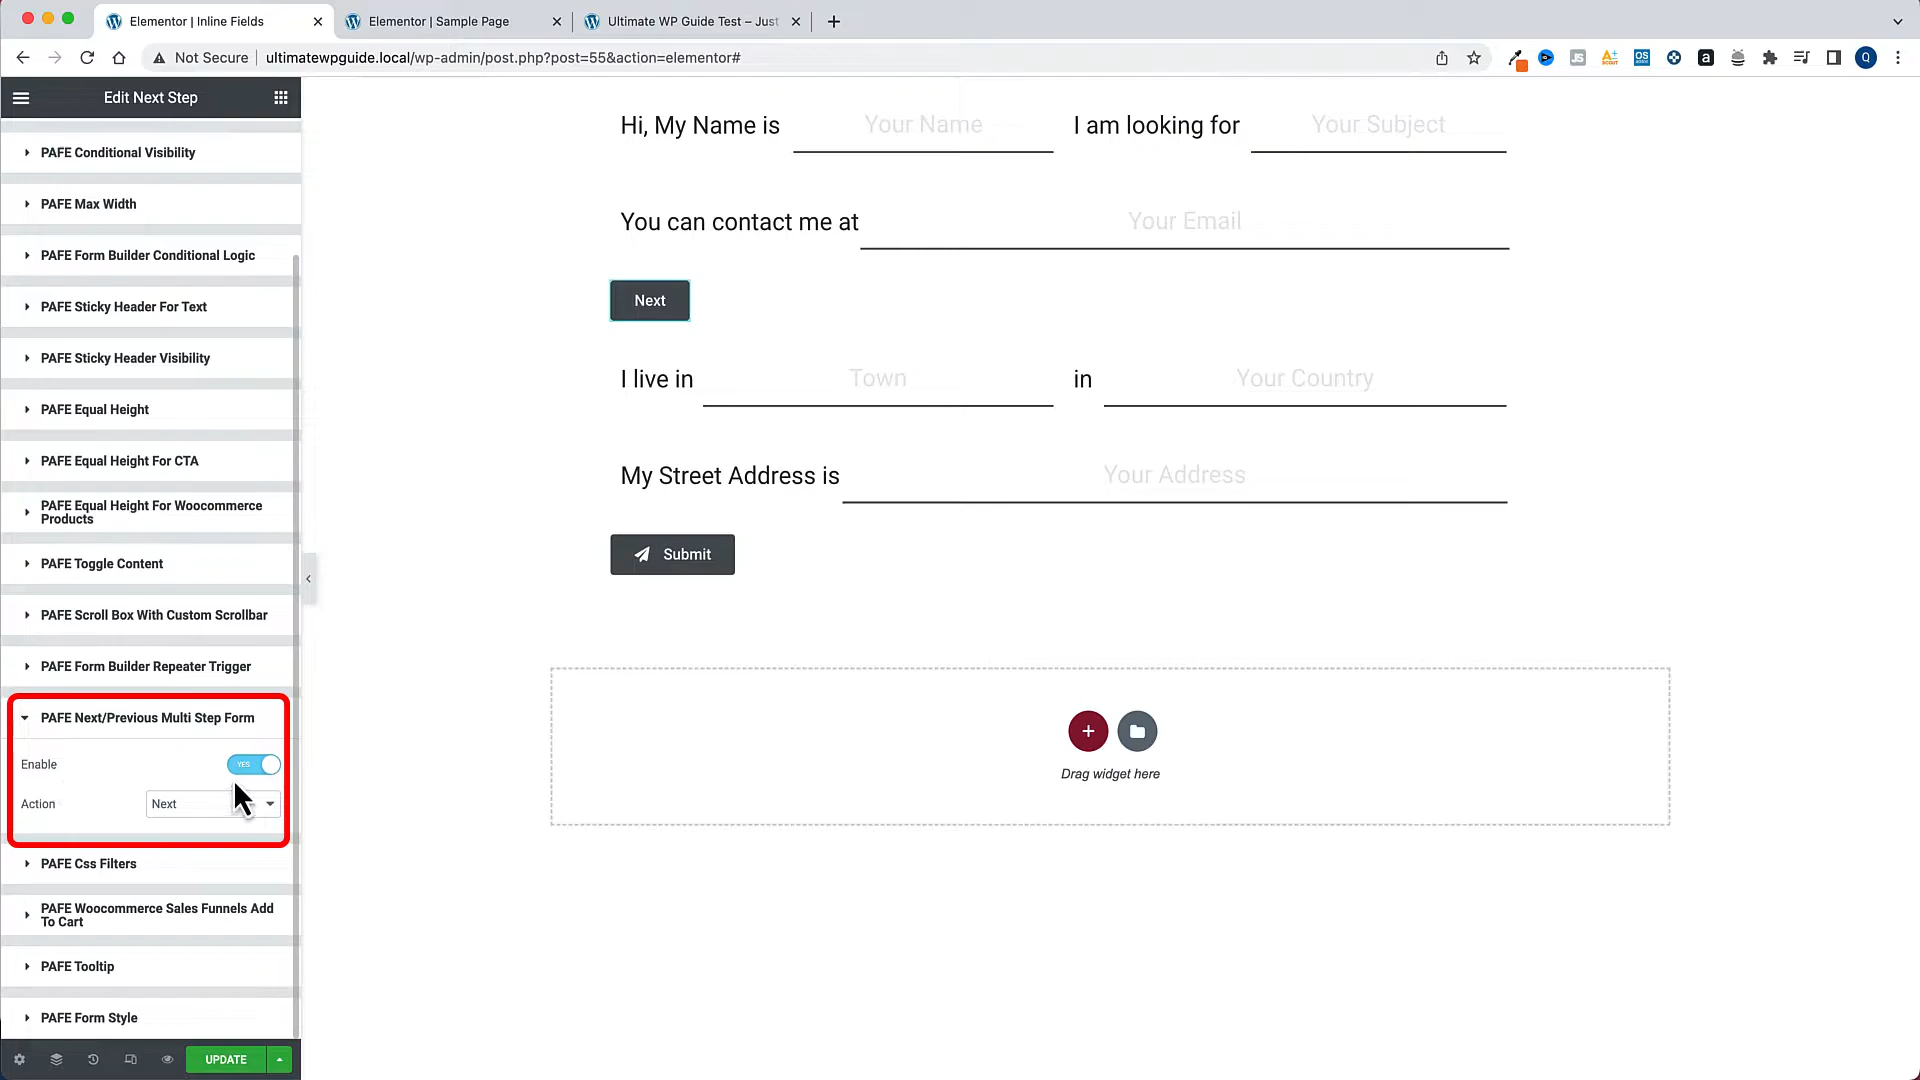 Elementor | Inline Fields
Elementor | Sample Page
Ultimate WP Guide Test – Just
Not Secure
ultimatewpguide.local/wp-admin/post.php?post=55&action=elementor#
Edit Next Step
PAFE Conditional Visibility
PAFE Max Width
PAFE Form Builder Conditional Logic
PAFE Sticky Header For Text
PAFE Sticky Header Visibility
PAFE Equal Height
PAFE Equal Height For CTA
PAFE Equal Height For Woocommerce
Products
PAFE Toggle Content
PAFE Scroll Box With Custom Scrollbar
PAFE Form Builder Repeater Trigger
PAFE Next/Previous Multi Step Form
Enable
YES
Action
Next
PAFE Css Filters
PAFE Woocommerce Sales Funnels Add
To Cart
PAFE Tooltip
PAFE Form Style
UPDATE
Hi, My Name is Your Name I am looking for Your Subject
You can contact me at Your Email
Next
I live in Town in Your Country
My Street Address is Your Address
Submit
Drag widget here